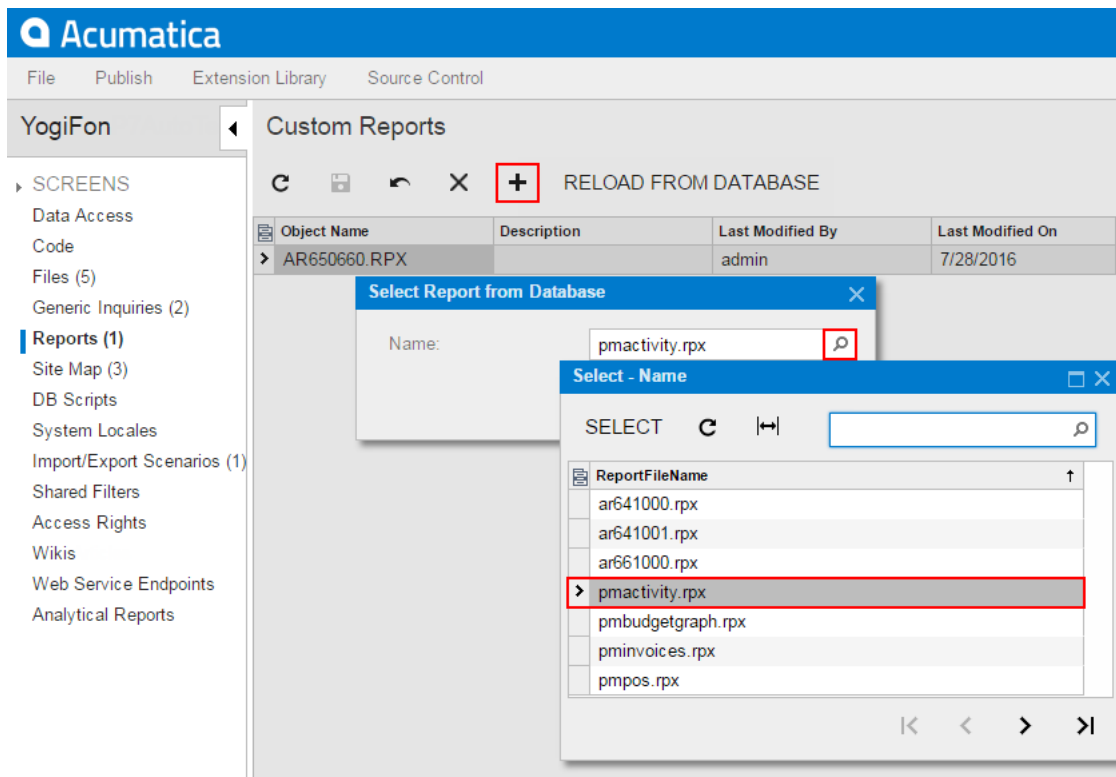 Acumatica
File Publish Extension Library Source Control
YogiFon
Custom Reports
SCREENS
Data Access
Code
Files (5)
Generic Inquiries (2)
Reports (1)
Site Map (3)
DB Scripts
System Locales
Import/Export Scenarios (1)
Shared Filters
Access Rights
Wikis
Web Service Endpoints
Analytical Reports
RELOAD FROM DATABASE
Object Name Description Last Modified By Last Modified On
AR650660.RPX admin 7/28/2016
Select Report from Database
Name: pmactivity.rpx
Select - Name
SELECT
ReportFileName
ar641000.rpx
ar641001.rpx
ar661000.rpx
pmactivity.rpx
pmbudgetgraph.rpx
pminvoices.rpx
pmpos.rpx